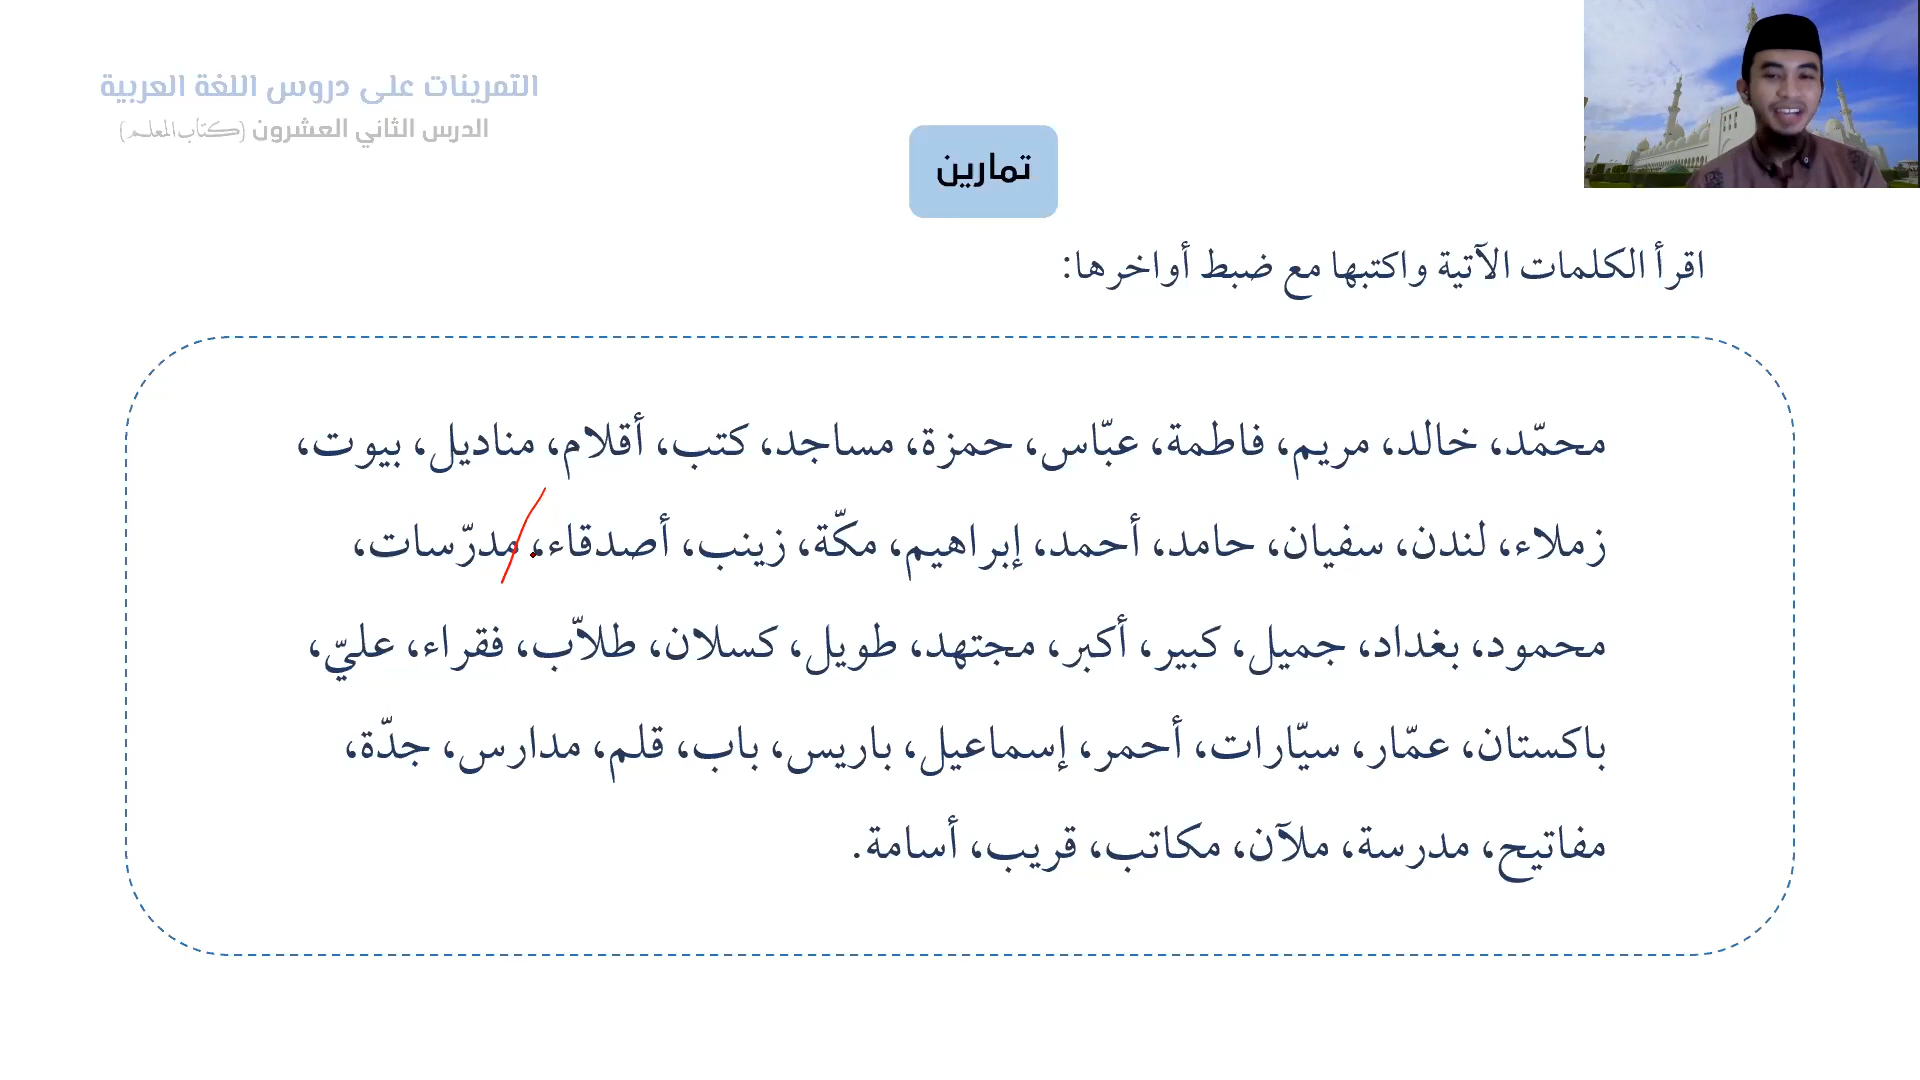 التمرينات على دروس اللغة العربية
الدرس الثاني العشرون (كتاب المعلم)
تمارين
اقرأ الكلمات الآتية واكتبها مع ضبط أواخرها:
محمّد، خالد، مريم، فاطمة، عبّاس، حمزة، مساجد، كتب، أقلام، مناديل، بيوت،
زملاء، لندن، سفيان، حامد، أحمد، إبراهيم، مكّة، زينب، أصدقاء، مدرّسات،
محمود، بغداد، جميل، كبير، أكبر، مجتهد، طويل، كسلان، طلاّب، فقراء، عليّ،
باكستان، عمّار، سيّارات، أحمر، إسماعيل، باريس، باب، قلم، مدارس، جدّة،
مفاتيح، مدرسة، ملآن، مكاتب، قريب، أسامة.